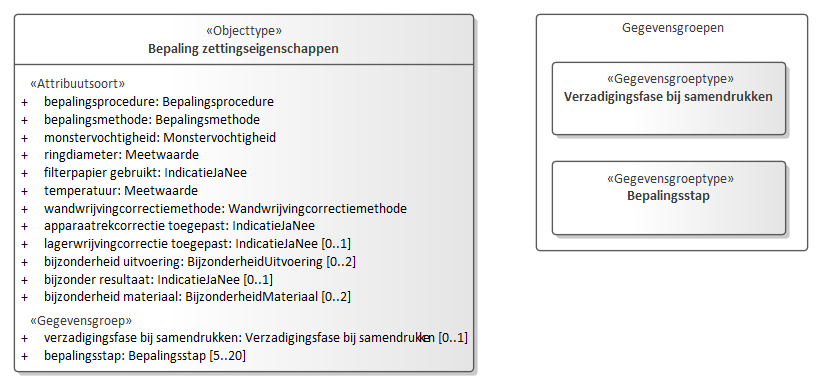 «Objecttype»
Bepaling zettingseigenschappen
«Attribuutsoort»
+ bepalingsprocedure: Bepalingsprocedure
+ bepalingsmethode: Bepalingsmethode
+ monstervochtigheid: Monstervochtigheid
+ ringdiameter: Meetwaarde
+ filterpapier gebruikt: IndicatieJaNee
+ temperatuur: Meetwaarde
+ wandwrijvingcorrectiemethode: Wandwrijvingcorrectiemethode
+ apparaatrekcorrectie toegepast: IndicatieJaNee
+ lagerwrijvingcorrectie toegepast: IndicatieJaNee [0..1]
+ bijzonderheid uitvoering: BijzonderheidUitvoering [0..2]
+ bijzonder resultaat: IndicatieJaNee [0..1]
+ bijzonderheid materiaal: BijzonderheidMateriaal [0..2]
«Gegevensgroep»
+ verzadigingsfase bij samendrukken: Verzadigingsfase bij samendrukken [0..1]
+ bepalingsstap: Bepalingsstap [5..20]
Gegevensgroepen
«Gegevensgroeptype»
Verzadigingsfase bij samendrukken
«Gegevensgroeptype»
Bepalingsstap